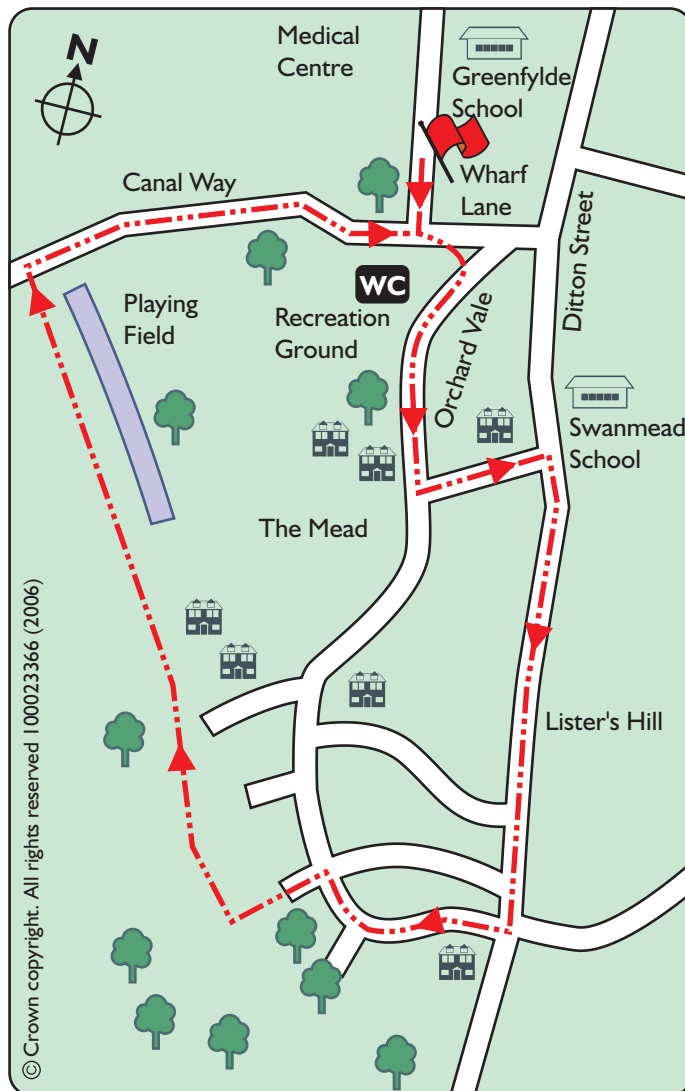 N
Medical
Centre
Greenfylde
School
Wharf
Lane
Canal Way
Ditton Street
WC
Playing
Field
Recreation
Ground
Orchard Vale
Swanmead
School
The Mead
Lister's Hill
© Crown copyright. All rights reserved 100023366 (2006)